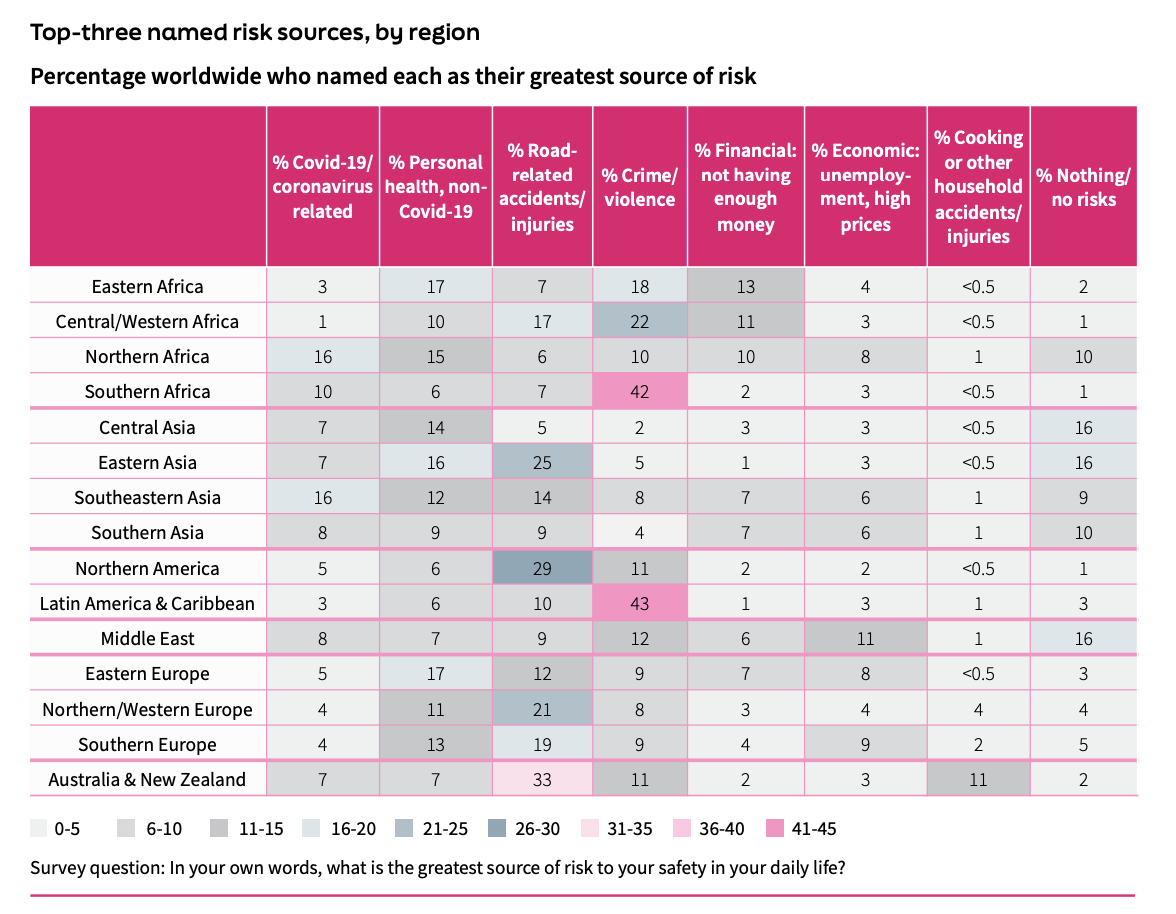 Top-three named risk sources, by region
Percentage worldwide who named each as their greatest source of risk
% Covid-19/ coronavirus related | % Personal health, non-Covid-19 | % Road-related accidents/ injuries | % Crime/ violence | % Financial: not having enough money | % Economic: unemploy-ment, high prices | % Cooking or other household accidents/ injuries | % Nothing/ no risks
Eastern Africa 3 17 7 18 13 4 <0.5 2
Central/Western Africa 1 10 17 22 11 3 <0.5 1
Northern Africa 16 15 6 10 10 8 1 10
Southern Africa 10 6 7 42 2 3 <0.5 1
Central Asia 7 14 5 2 3 3 <0.5 16
Eastern Asia 7 16 25 5 1 3 <0.5 16
Southeastern Asia 16 12 14 8 7 6 1 9
Southern Asia 8 9 9 4 7 6 1 10
Northern America 5 6 29 11 2 2 <0.5 1
Latin America & Caribbean 3 6 10 43 1 3 1 3
Middle East 8 7 9 12 6 11 1 16
Eastern Europe 5 17 12 9 7 8 <0.5 3
Northern/Western Europe 4 11 21 8 3 4 4 4
Southern Europe 4 13 19 9 4 9 2 5
Australia & New Zealand 7 7 33 11 2 3 11 2
0-5 6-10 11-15 16-20 21-25 26-30 31-35 36-40 41-45
Survey question: In your own words, what is the greatest source of risk to your safety in your daily life?